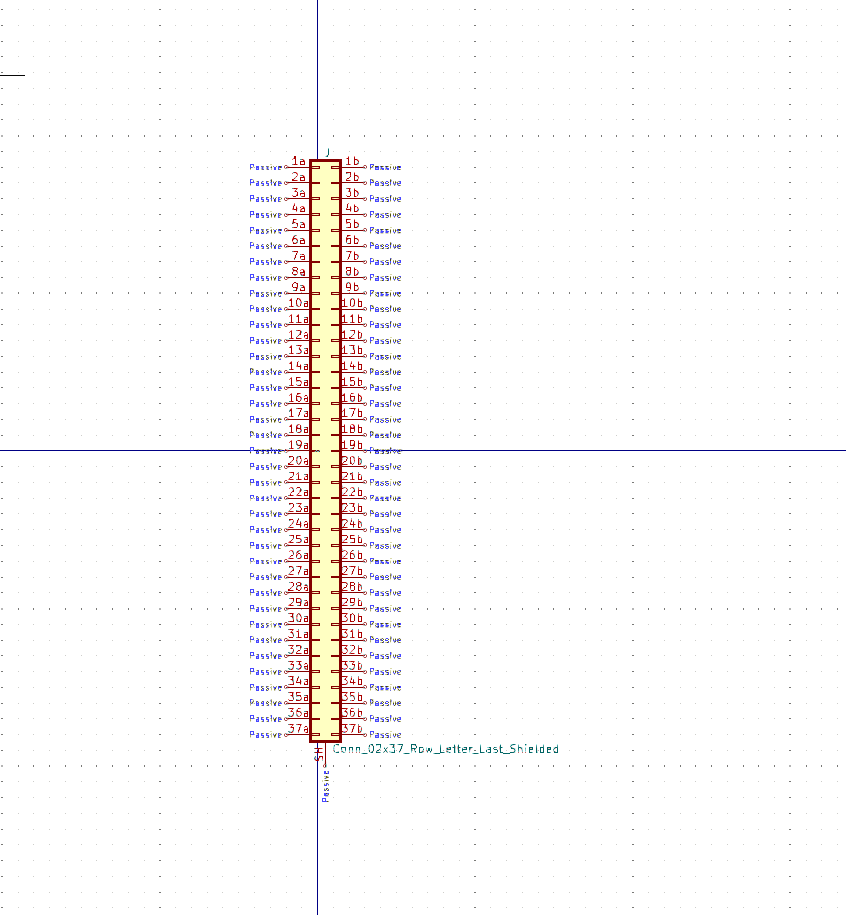 J
Passive 1a 1b Passive
Passive 2a 2b Passive
Passive 3a 3b Passive
Passive 4a 4b Passive
Passive 5a 5b Passive
Passive 6a 6b Passive
Passive 7a 7b Passive
Passive 8a 8b Passive
Passive 9a 9b Passive
Passive 10a 10b Passive
Passive 11a 11b Passive
Passive 12a 12b Passive
Passive 13a 13b Passive
Passive 14a 14b Passive
Passive 15a 15b Passive
Passive 16a 16b Passive
Passive 17a 17b Passive
Passive 18a 18b Passive
Passive 19a 19b Passive
Passive 20a 20b Passive
Passive 21a 21b Passive
Passive 22a 22b Passive
Passive 23a 23b Passive
Passive 24a 24b Passive
Passive 25a 25b Passive
Passive 26a 26b Passive
Passive 27a 27b Passive
Passive 28a 28b Passive
Passive 29a 29b Passive
Passive 30a 30b Passive
Passive 31a 31b Passive
Passive 32a 32b Passive
Passive 33a 33b Passive
Passive 34a 34b Passive
Passive 35a 35b Passive
Passive 36a 36b Passive
Passive 37a 37b Passive
SH Conn_02x37_Row_Letter_Last_Shielded
Passive